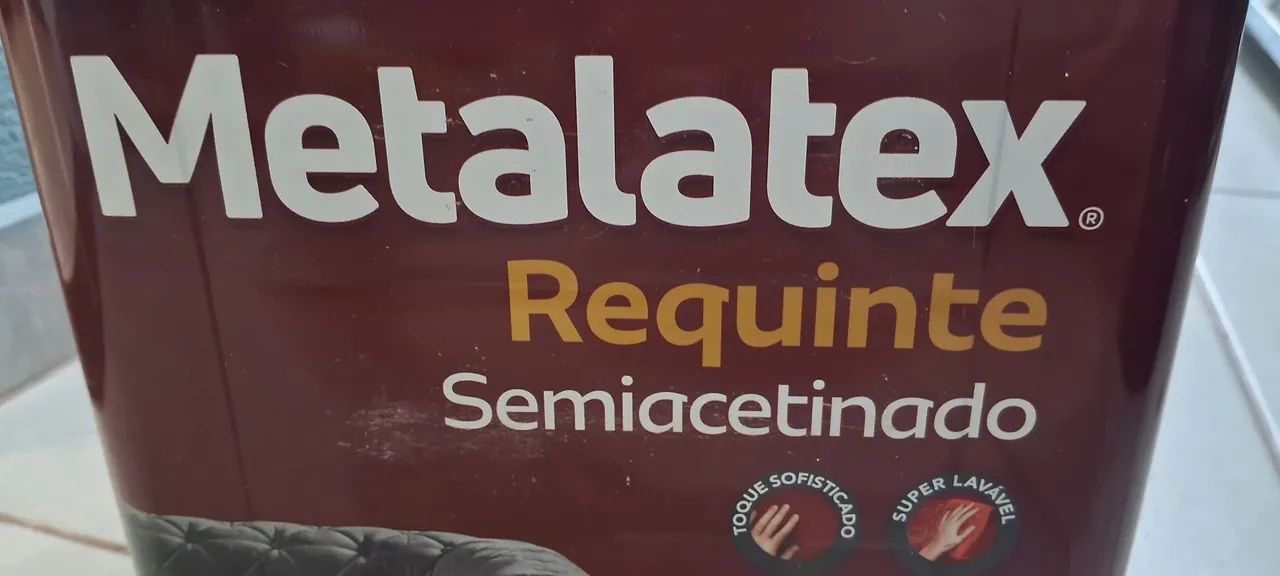 Metalatex®
Requinte
Semiacetinado
TOQUE SOFISTICADO
SUPER LAVÁVEL